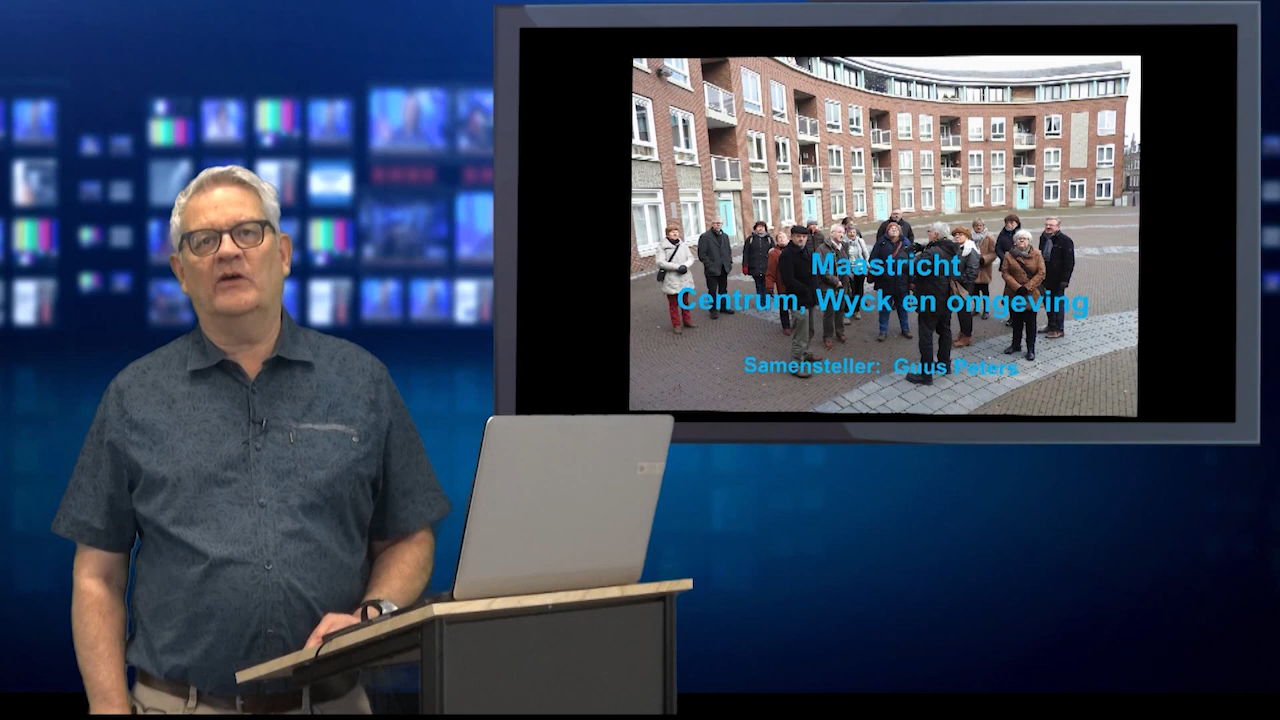 Maastricht
Centrum, Wyck en omgeving
Samensteller: Guus Peters